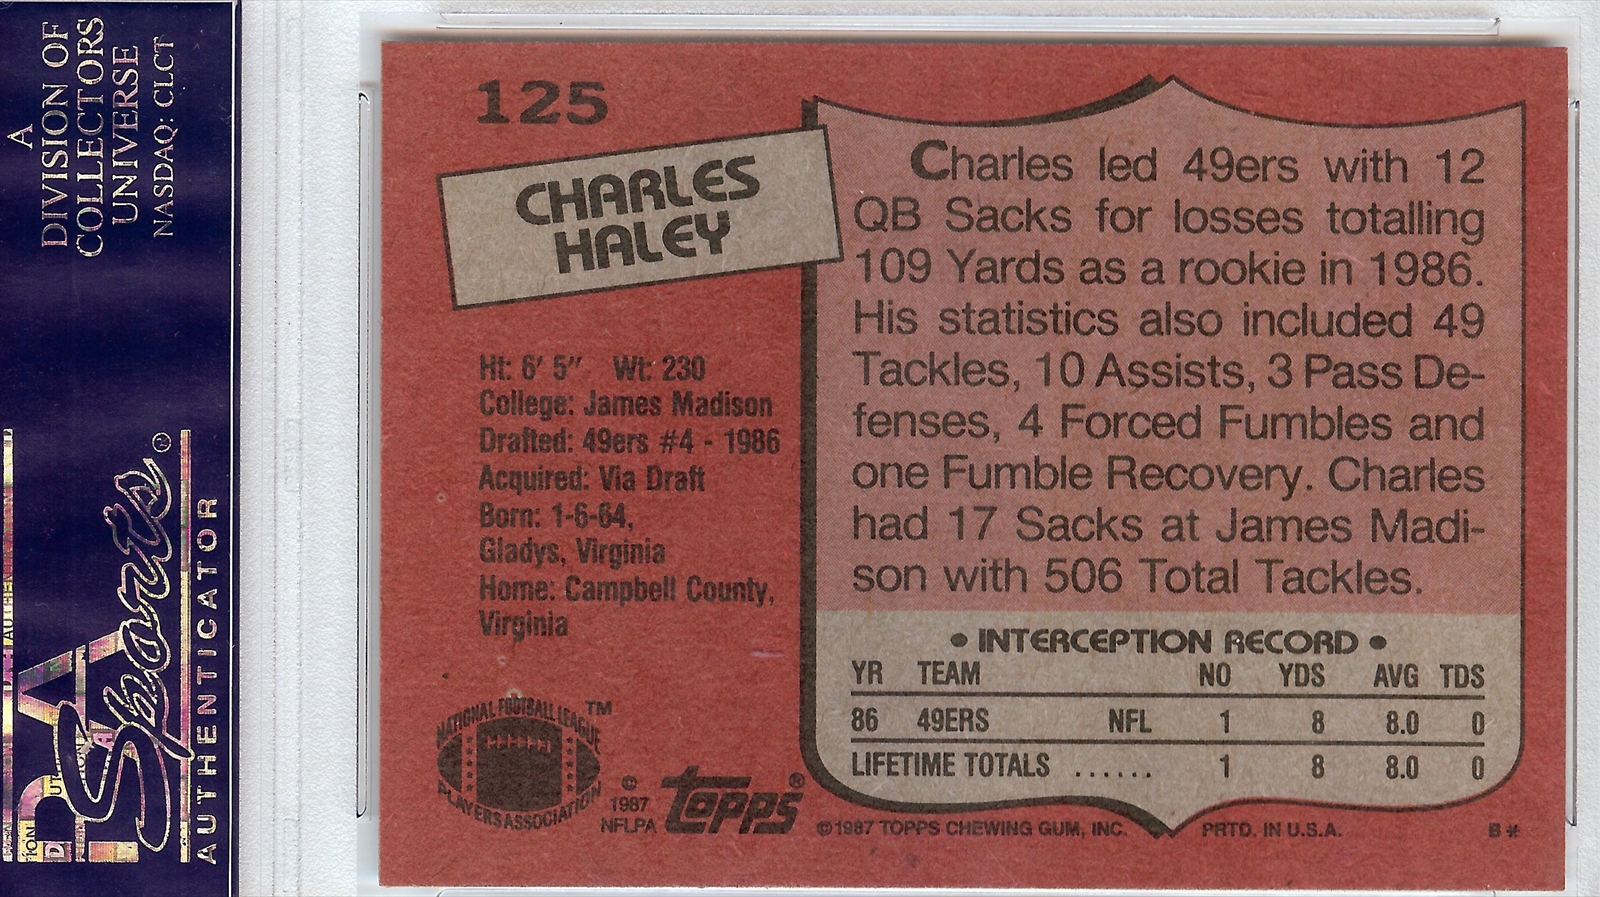 A
DIVISION OF
COLLECTORS
UNIVERSE
NASDAQ: CLCT
PSA
Sports®
AUTHENTICATOR
125
CHARLES
HALEY
Ht: 6' 5" Wt: 230
College: James Madison
Drafted: 49ers #4 - 1986
Acquired: Via Draft
Born: 1-6-64,
Gladys, Virginia
Home: Campbell County,
Virginia
NATIONAL FOOTBALL LEAGUE ™
PLAYERS ASSOCIATION
©
1987
NFLPA
TOPPS®
Charles led 49ers with 12
QB Sacks for losses totalling
109 Yards as a rookie in 1986.
His statistics also included 49
Tackles, 10 Assists, 3 Pass De-
fenses, 4 Forced Fumbles and
one Fumble Recovery. Charles
had 17 Sacks at James Madi-
son with 506 Total Tackles.
• INTERCEPTION RECORD •
YR TEAM NO YDS AVG TDS
86 49ERS NFL 1 8 8.0 0
LIFETIME TOTALS ...... 1 8 8.0 0
©1987 TOPPS CHEWING GUM, INC. PRTD. IN U.S.A. B*